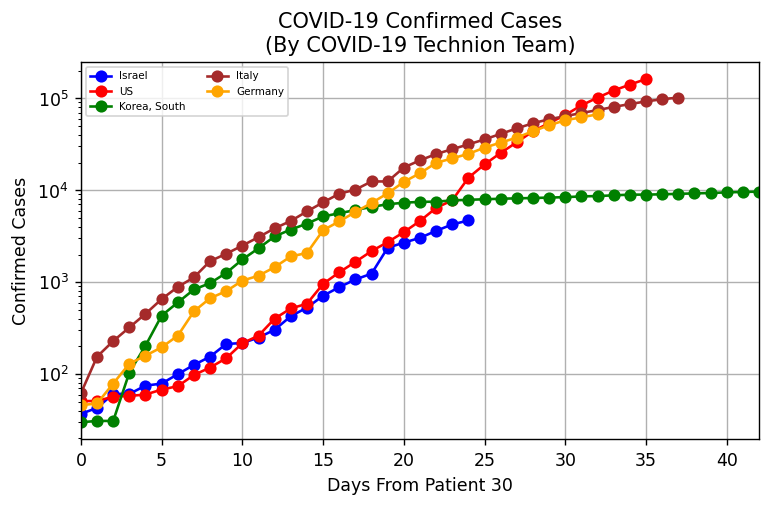 COVID-19 Confirmed Cases
(By COVID-19 Technion Team)
Israel
US
Korea, South
Italy
Germany
Confirmed Cases
10^5
10^4
10^3
10^2
0 5 10 15 20 25 30 35 40
Days From Patient 30